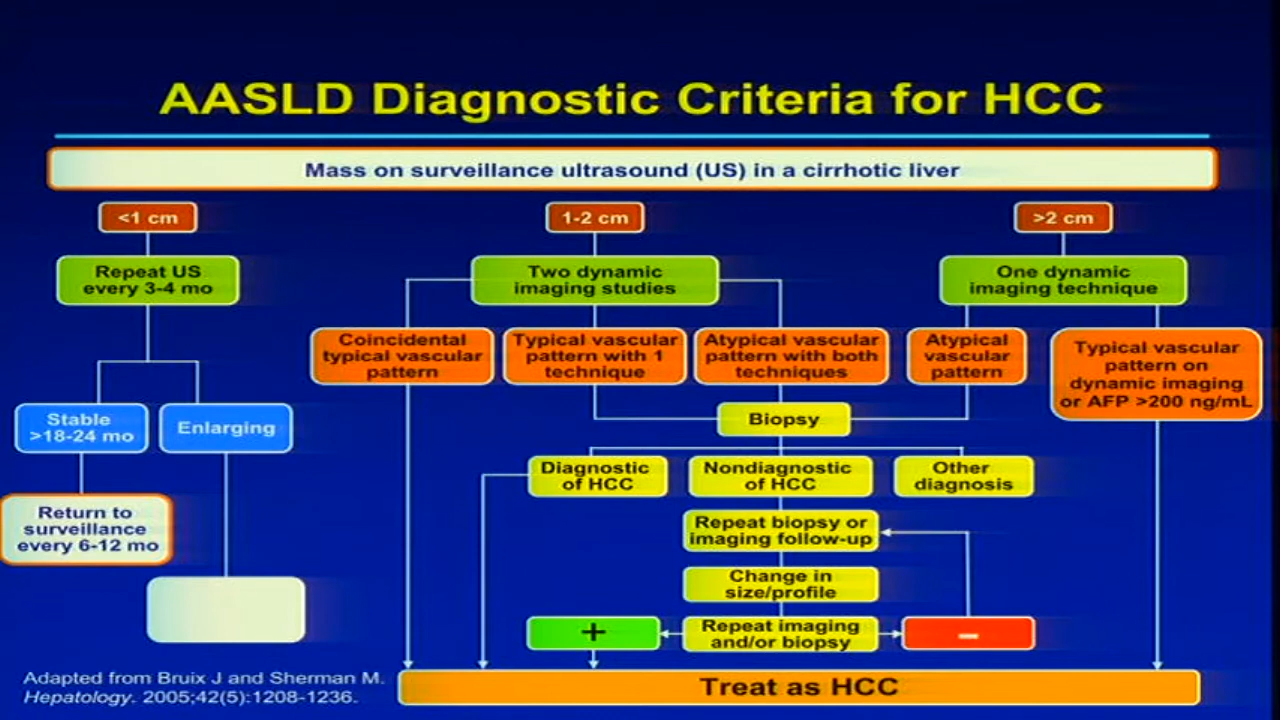 AASLD Diagnostic Criteria for HCC
Mass on surveillance ultrasound (US) in a cirrhotic liver
<1 cm
1-2 cm
>2 cm
Repeat US
every 3-4 mo
Two dynamic
imaging studies
One dynamic
imaging technique
Coincidental
typical vascular
pattern
Typical vascular
pattern with 1
technique
Atypical vascular
pattern with both
techniques
Atypical
vascular
pattern
Typical vascular
pattern on
dynamic imaging
or AFP >200 ng/mL
Stable
>18-24 mo
Enlarging
Biopsy
Diagnostic
of HCC
Nondiagnostic
of HCC
Other
diagnosis
Return to
surveillance
every 6-12 mo
Repeat biopsy or
imaging follow-up
Change in
size/profile
+
Repeat imaging
and/or biopsy
–
Treat as HCC
Adapted from Bruix J and Sherman M.
Hepatology. 2005;42(5):1208-1236.